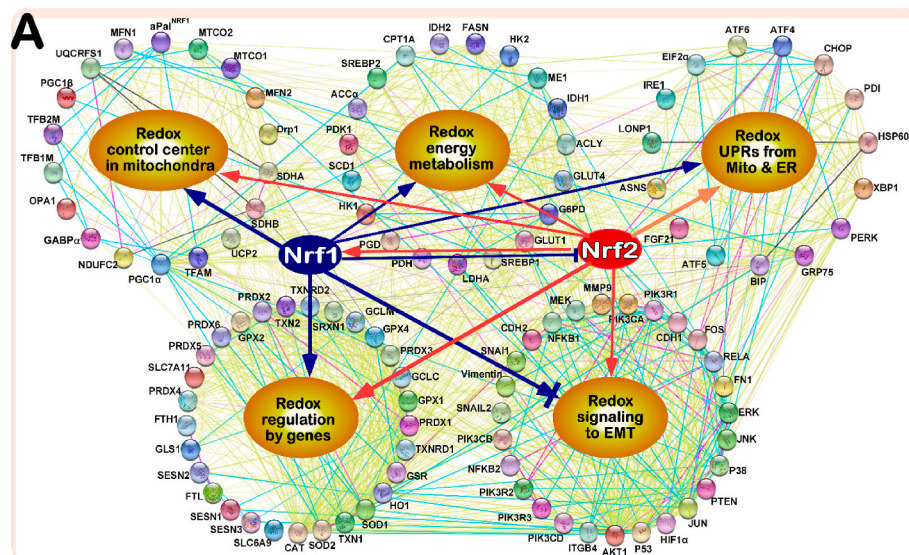 A
MFN1
aPal NRF1
MTCO2
UQCRFS1
MTCO1
PGC1β
MFN2
TFB2M
Drp1
TFB1M
SDHA
OPA1
SDHB
GABPα
UCP2
NDUFC2
TFAM
PGC1α
Redox
control center
in mitochondra
IDH2
FASN
CPT1A
HK2
SREBP2
ME1
ACCα
IDH1
PDK1
ACLY
SCD1
GLUT4
HK1
G6PD
PGD
GLUT1
PDH
SREBP1
LDHA
Redox
energy
metabolism
ATF6
ATF4
EIF2α
CHOP
IRE1
PDI
LONP1
HSP60
ASNS
XBP1
FGF21
PERK
ATF5
GRP75
BIP
Redox
UPRs from
Mito & ER
Nrf1
Nrf2
TXNRD2
PRDX2
TXN2
SRXN1
GCLM
PRDX6
GPX2
GPX4
PRDX5
PRDX3
SLC7A11
GCLC
PRDX4
GPX1
FTH1
PRDX1
GLS1
TXNRD1
SESN2
GSR
FTL
HO1
SESN1
SOD1
SESN3
TXN1
SLC6A9
CAT
SOD2
Redox
regulation
by genes
MMP9
MEK
PIK3R1
PIK3CA
CDH2
NFKB1
CDH1
FOS
SNAI1
RELA
Vimentin
FN1
SNAIL2
ERK
PIK3CB
JNK
NFKB2
P38
PIK3R2
PTEN
PIK3R3
JUN
PIK3CD
HIF1α
ITGB4
AKT1
P53
Redox
signaling
to EMT